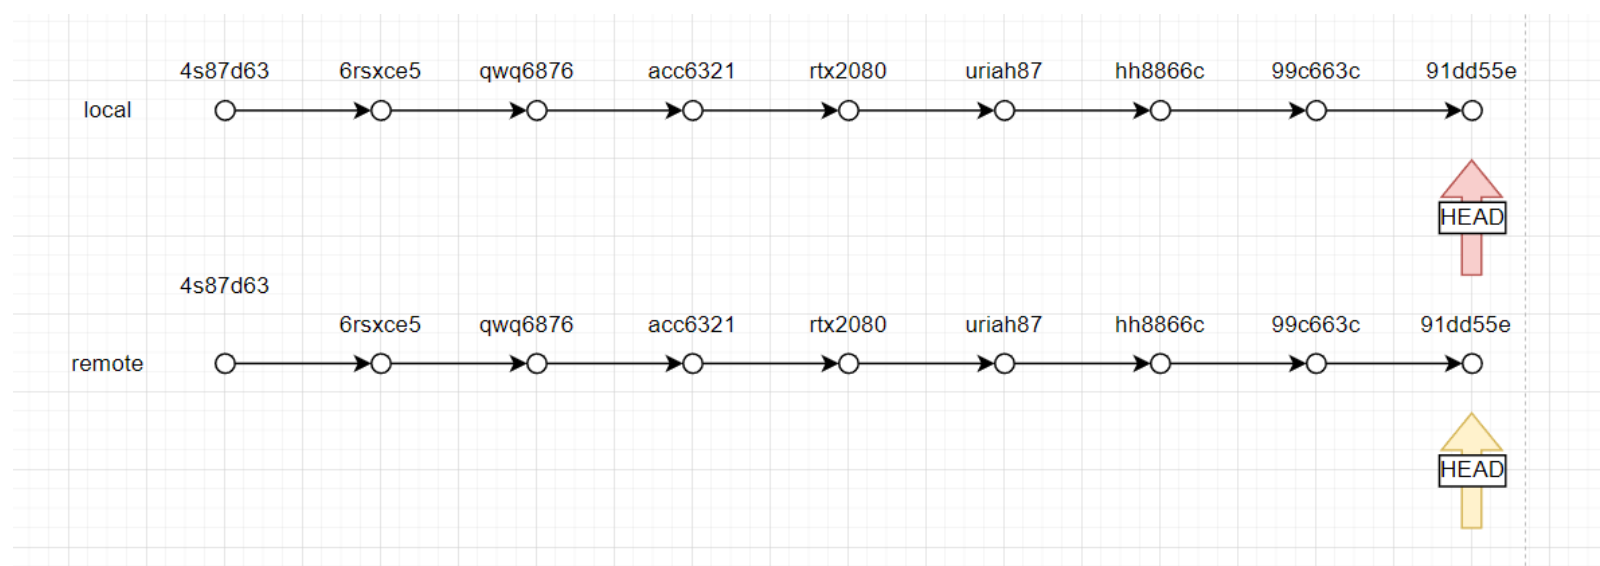 4s87d63 6rsxce5 qwq6876 acc6321 rtx2080 uriah87 hh8866c 99c663c 91dd55e
local
HEAD
4s87d63
6rsxce5 qwq6876 acc6321 rtx2080 uriah87 hh8866c 99c663c 91dd55e
remote
HEAD